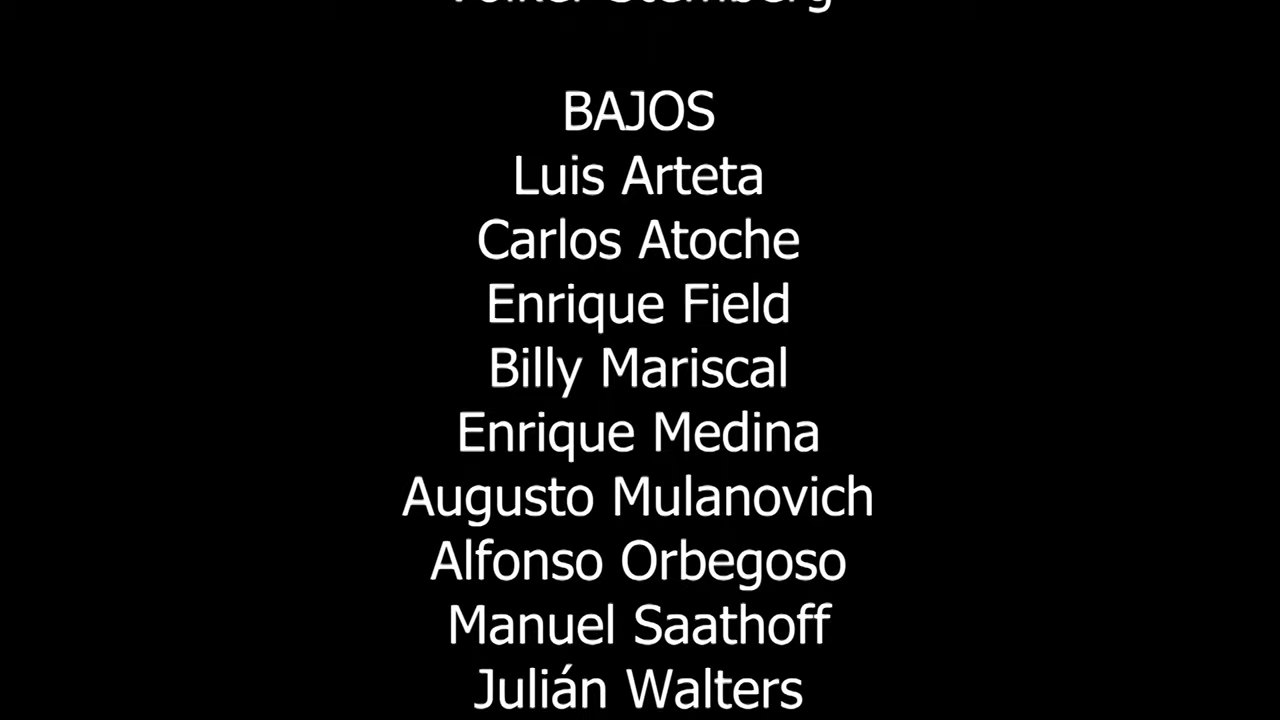 BAJOS
Luis Arteta
Carlos Atoche
Enrique Field
Billy Mariscal
Enrique Medina
Augusto Mulanovich
Alfonso Orbegoso
Manuel Saathoff
Julián Walters